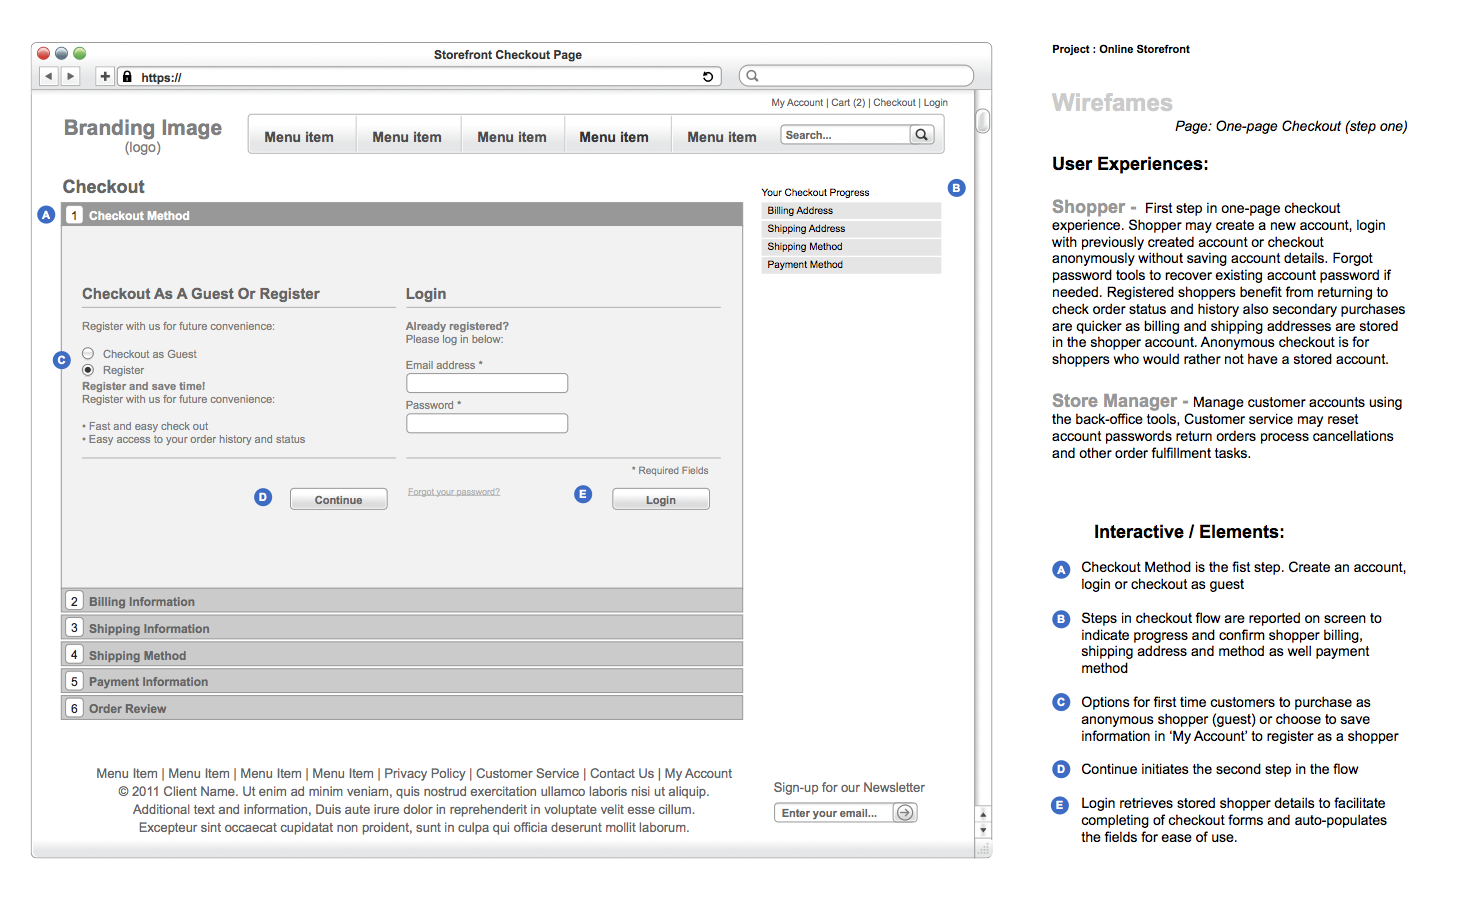 Storefront Checkout Page
https://
My Account | Cart (2) | Checkout | Login
Branding Image
(logo)
Menu item
Menu item
Menu item
Menu item
Menu item
Search...
Checkout
A
1 Checkout Method
Checkout As A Guest Or Register
Register with us for future convenience:
C
Checkout as Guest
Register
Register and save time!
Register with us for future convenience:
• Fast and easy check out
• Easy access to your order history and status
D
Continue
Login
Already registered?
Please log in below:
Email address *
Password *
* Required Fields
Forgot your password?
E
Login
2 Billing Information
3 Shipping Information
4 Shipping Method
5 Payment Information
6 Order Review
Your Checkout Progress
B
Billing Address
Shipping Address
Shipping Method
Payment Method
Menu Item | Menu Item | Menu Item | Menu Item | Privacy Policy | Customer Service | Contact Us | My Account
© 2011 Client Name. Ut enim ad minim veniam, quis nostrud exercitation ullamco laboris nisi ut aliquip.
Additional text and information, Duis aute irure dolor in reprehenderit in voluptate velit esse cillum.
Excepteur sint occaecat cupidatat non proident, sunt in culpa qui officia deserunt mollit laborum.
Sign-up for our Newsletter
Enter your email...
Project : Online Storefront
Wirefames
Page: One-page Checkout (step one)
User Experiences:
Shopper - First step in one-page checkout
experience. Shopper may create a new account, login
with previously created account or checkout
anonymously without saving account details. Forgot
password tools to recover existing account password if
needed. Registered shoppers benefit from returning to
check order status and history also secondary purchases
are quicker as billing and shipping addresses are stored
in the shopper account. Anonymous checkout is for
shoppers who would rather not have a stored account.
Store Manager - Manage customer accounts using
the back-office tools, Customer service may reset
account passwords return orders process cancellations
and other order fulfillment tasks.
Interactive / Elements:
A Checkout Method is the fist step. Create an account,
login or checkout as guest
B Steps in checkout flow are reported on screen to
indicate progress and confirm shopper billing,
shipping address and method as well payment
method
C Options for first time customers to purchase as
anonymous shopper (guest) or choose to save
information in ‘My Account’ to register as a shopper
D Continue initiates the second step in the flow
E Login retrieves stored shopper details to facilitate
completing of checkout forms and auto-populates
the fields for ease of use.